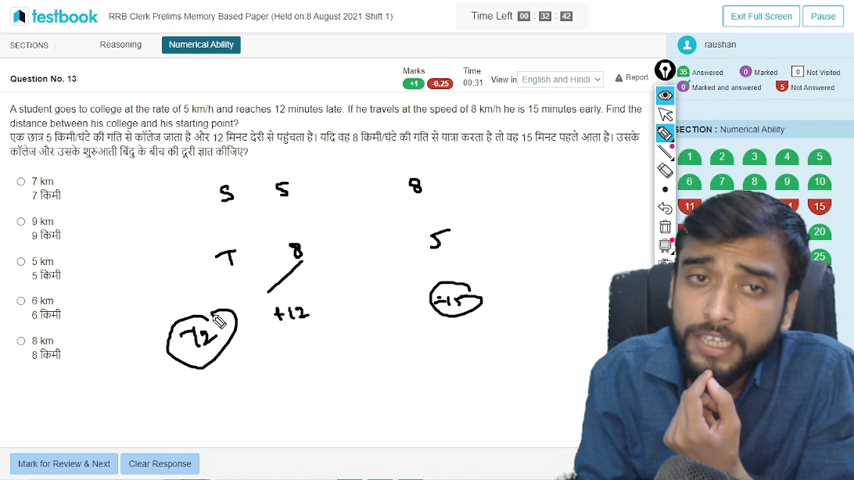 testbook
RRB Clerk Prelims Memory Based Paper (Held on:8 August 2021 Shift 1)
Time Left 00 : 32 : 42
Exit Full Screen
Pause
SECTIONS
Reasoning
Numerical Ability
raushan
Question No. 13
Marks
+1 -0.25
Time
00:31
View in English and Hindi
Report
35 Answered
0 Marked
0 Not Visited
0 Marked and answered
5 Not Answered
A student goes to college at the rate of 5 km/h and reaches 12 minutes late. If he travels at the speed of 8 km/h he is 15 minutes early. Find the
distance between his college and his starting point?
एक छात्र 5 किमी/घंटे की गति से कॉलेज जाता है और 12 मिनट देरी से पहुंचता है। यदि वह 8 किमी/घंटे की गति से यात्रा करता है तो वह 15 मिनट पहले आता है। उसके
कॉलेज और उसके शुरुआती बिंदु के बीच की दूरी ज्ञात कीजिए?
SECTION : Numerical Ability
1 2 3 4 5
6 7 8 9 10
11
15
20
25
7 km
7 किमी
9 km
9 किमी
5 km
5 किमी
6 km
6 किमी
8 km
8 किमी
S 5 8
T 8 5
+12 -15
Mark for Review & Next
Clear Response